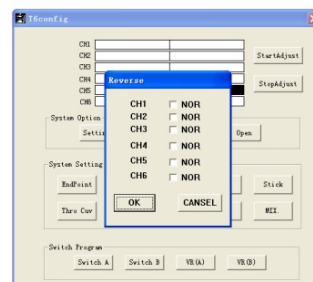 T6config
CH1
CH2
CH3
CH4
CH5
CH6
StartAdjust
StopAdjust
Reverse
CH1 NOR
CH2 NOR
CH3 NOR
CH4 NOR
CH5 NOR
CH6 NOR
OK CANSEL
System Option
Settin
Open
System Setting
EndPoint
Stick
Thro Cuv
MIX.
Switch Program
Switch A Switch B VR(A) VR(B)